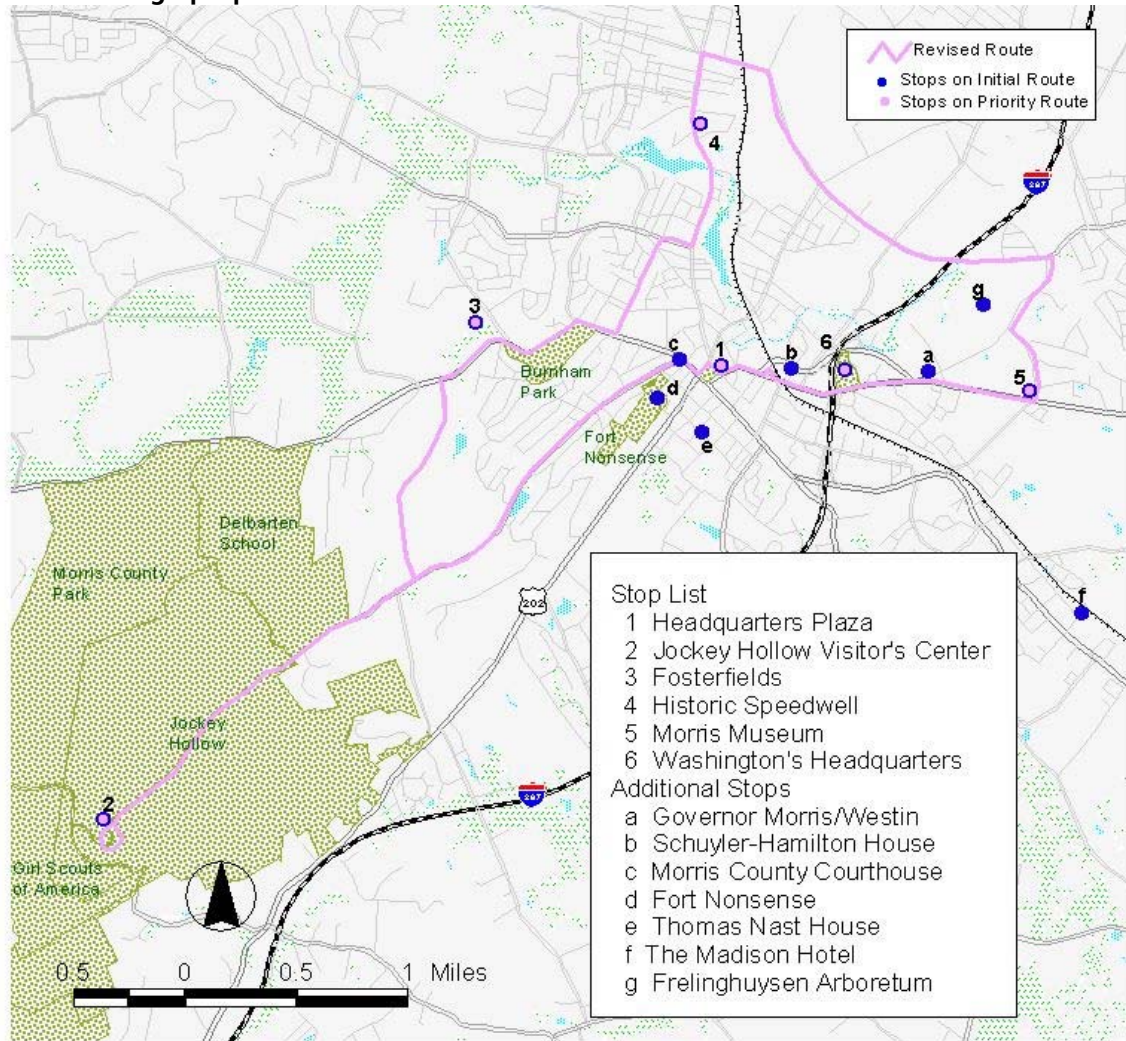 Revised Route
Stops on Initial Route
Stops on Priority Route
4
287
3
g
c
1
b
6
a
5
Burnham
Park
d
Fort
Nonsense
e
Delbarten
School
Morris County
Park
202
f
Jockey
Hollow
2
287
Girl Scouts
of America
Stop List
1 Headquarters Plaza
2 Jockey Hollow Visitor's Center
3 Fosterfields
4 Historic Speedwell
5 Morris Museum
6 Washington's Headquarters
Additional Stops
a Governor Morris/Westin
b Schuyler-Hamilton House
c Morris County Courthouse
d Fort Nonsense
e Thomas Nast House
f The Madison Hotel
g Frelinghuysen Arboretum
0.5 0 0.5 1 Miles